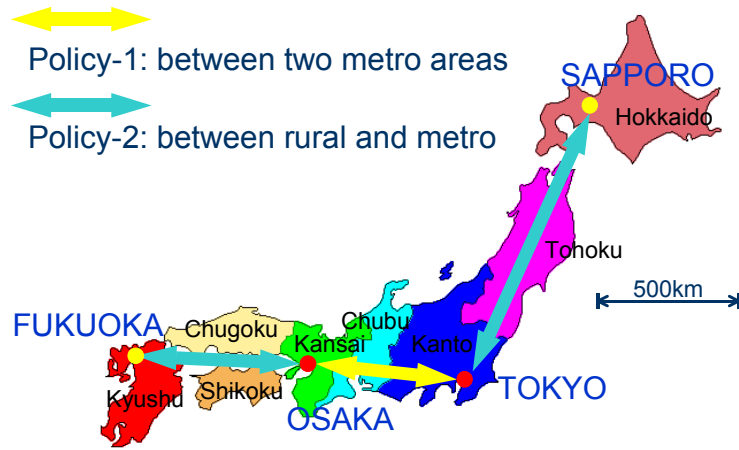 Policy-1: between two metro areas
SAPPORO
Hokkaido
Policy-2: between rural and metro
Tohoku
500km
FUKUOKA
Chugoku
Chubu
Kansai
Kanto
Kyushu
Shikoku
TOKYO
OSAKA